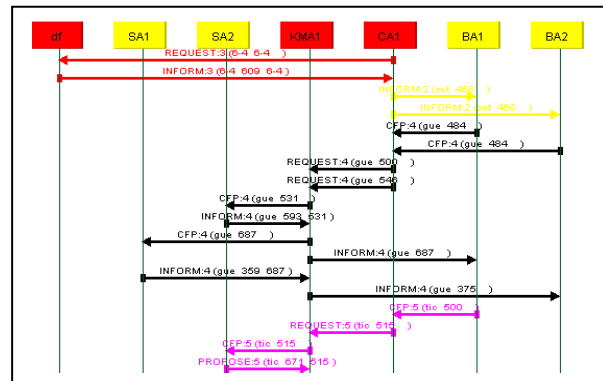 df SA1 SA2 KMA1 CA1 BA1 BA2
REQUEST:3 (6-4 6-4 )
INFORM:3 (6-4 609 6-4 )
INFORM:2 (set 468 )
INFORM:2 (set 468 )
CFP:4 (gue 484 )
CFP:4 (gue 484 )
REQUEST:4 (gue 500 )
REQUEST:4 (gue 546 )
CFP:4 (gue 531 )
INFORM:4 (gue 593 531 )
CFP:4 (gue 687 )
INFORM:4 (gue 687 )
INFORM:4 (gue 359 687 )
INFORM:4 (gue 375 )
CFP:5 (tic 500 )
REQUEST:5 (tic 515 )
CFP:5 (tic 515 )
PROPOSE:5 (tic 671 515 )